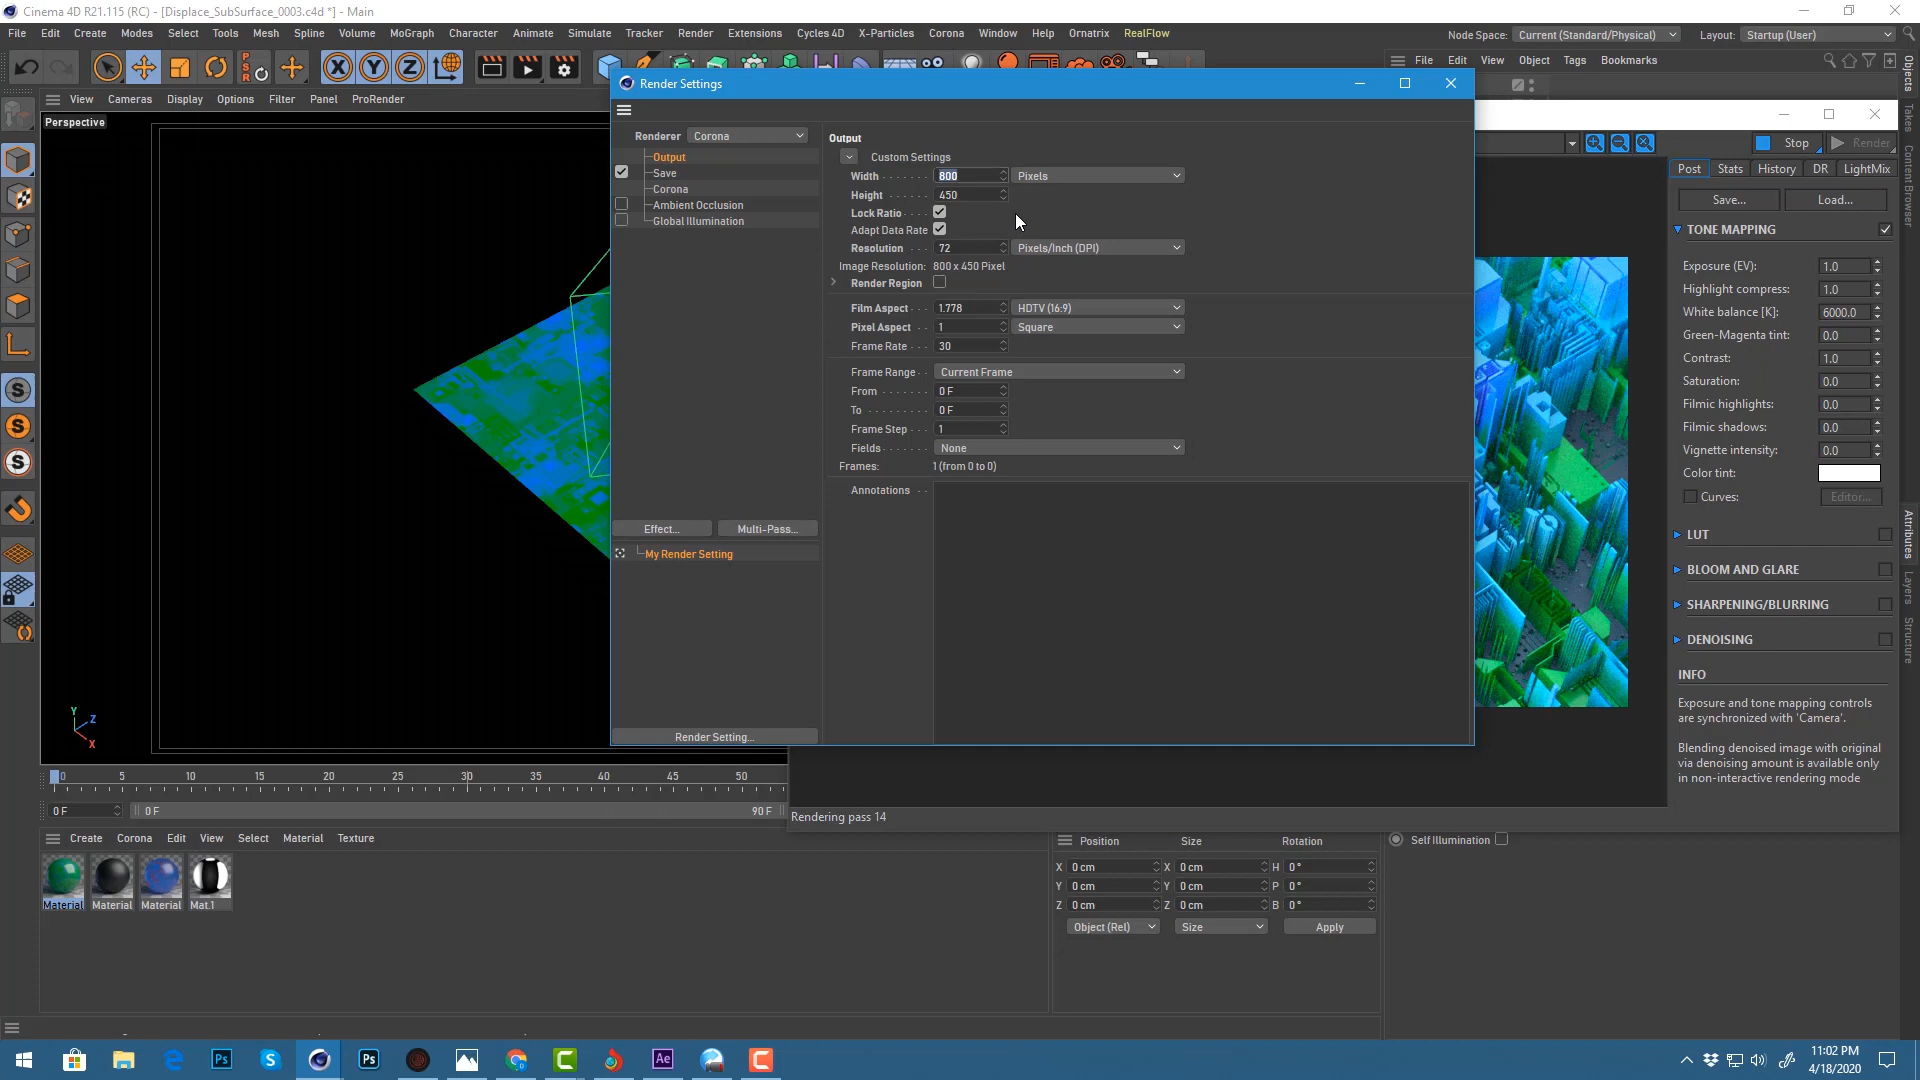 Cinema 4D R21.115 (RC) - [Displace_SubSurface_0003.c4d *] - Main
File Edit Create Modes Select Tools Mesh Spline Volume MoGraph Character Animate Simulate Tracker Render Extensions Cycles 4D X-Particles Corona Window Help Ornatrix RealFlow
Node Space: Current (Standard/Physical) Layout: Startup (User)
PSR X Y Z
File Edit View Object Tags Bookmarks
View Cameras Display Options Filter Panel ProRender
Perspective
Render Settings
Renderer Corona
Output
Save
Corona
Ambient Occlusion
Global Illumination
Effect... Multi-Pass...
My Render Setting
Render Setting...
Output
Custom Settings
Width 800 Pixels
Height 450
Lock Ratio
Adapt Data Rate
Resolution 72 Pixels/Inch (DPI)
Image Resolution: 800 x 450 Pixel
Render Region
Film Aspect 1.778 HDTV (16:9)
Pixel Aspect 1 Square
Frame Rate 30
Frame Range Current Frame
From 0 F
To 0 F
Frame Step 1
Fields None
Frames: 1 (from 0 to 0)
Annotations
Stop Render
Post Stats History DR LightMix
Save... Load...
TONE MAPPING
Exposure (EV): 1.0
Highlight compress: 1.0
White balance [K]: 6000.0
Green-Magenta tint: 0.0
Contrast: 1.0
Saturation: 0.0
Filmic highlights: 0.0
Filmic shadows: 0.0
Vignette intensity: 0.0
Color tint:
Curves: Editor...
LUT
BLOOM AND GLARE
SHARPENING/BLURRING
DENOISING
INFO
Exposure and tone mapping controls
are synchronized with 'Camera'.
Blending denoised image with original
via denoising amount is available only
in non-interactive rendering mode
Objects
Takes
Content Browser
Attributes
Layers
Structure
S
S
S
Y Z X
0 5 10 15 20 25 30 35 40 45 50
0 F 0 F 90 F
Rendering pass 14
Create Corona Edit View Select Material Texture
Material Material Material Mat.1
Position Size Rotation
X 0 cm X 0 cm H 0 °
Y 0 cm Y 0 cm P 0 °
Z 0 cm Z 0 cm B 0 °
Object (Rel) Size Apply
Self Illumination
Ps S Ps Ae
11:02 PM
4/18/2020